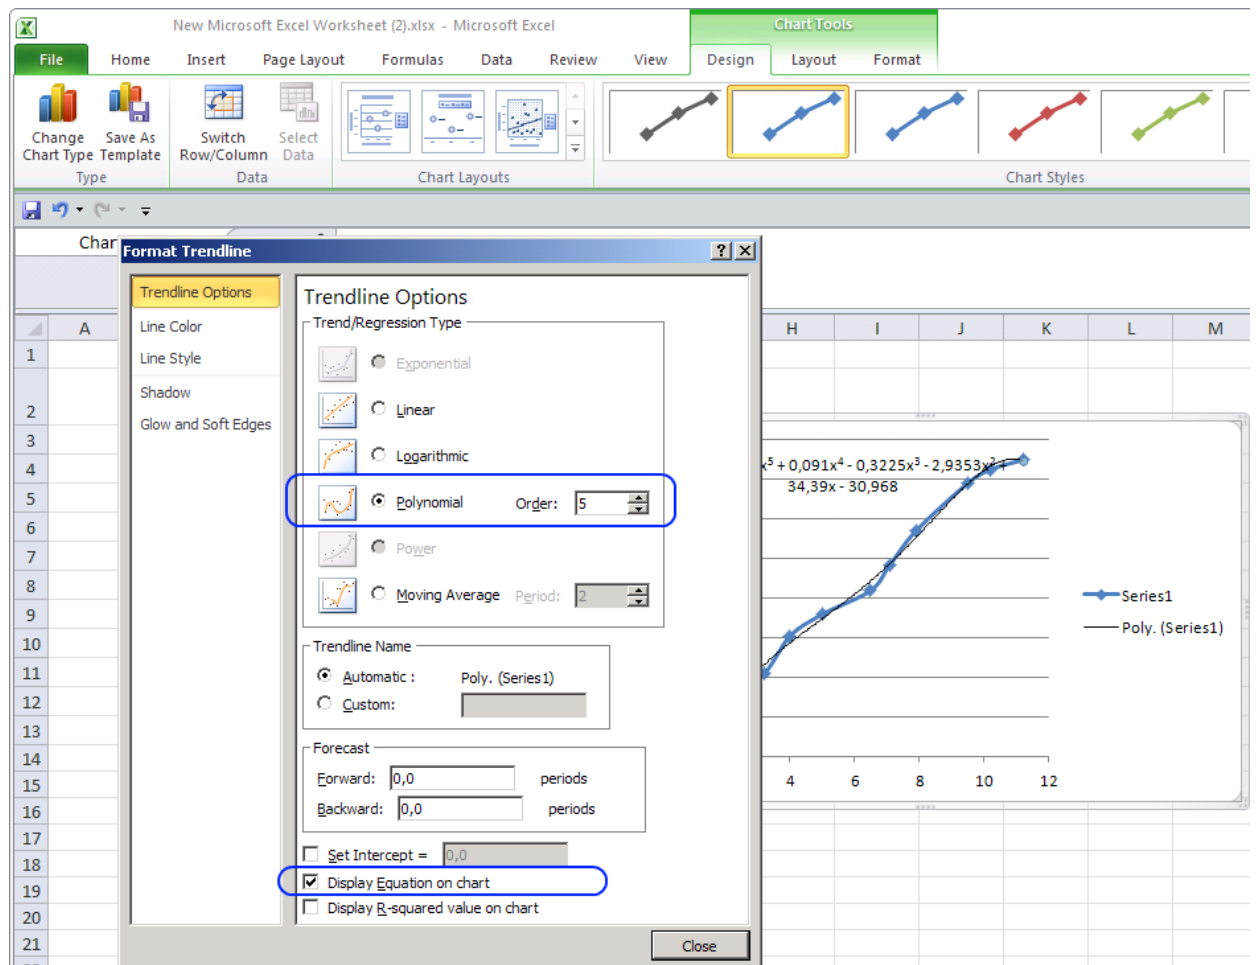 New Microsoft Excel Worksheet (2).xlsx - Microsoft Excel
Chart Tools
File Home Insert Page Layout Formulas Data Review View Design Layout Format
Change Chart Type
Save As Template
Switch Row/Column
Select Data
Type
Data
Chart Layouts
Chart Styles
Char
Format Trendline
Trendline Options
Line Color
Line Style
Shadow
Glow and Soft Edges
Trendline Options
Trend/Regression Type
Exponential
Linear
Logarithmic
Polynomial Order: 5
Power
Moving Average Period: 2
Trendline Name
Automatic : Poly. (Series1)
Custom:
Forecast
Forward: 0,0 periods
Backward: 0,0 periods
Set Intercept = 0,0
Display Equation on chart
Display R-squared value on chart
Close
A H I J K L M
1
2
3
4
5
6
7
8
9
10
11
12
13
14
15
16
17
18
19
20
21
x⁵ + 0,091x⁴ - 0,3225x³ - 2,9353x² +
34,39x - 30,968
Series1
Poly. (Series1)
4 6 8 10 12